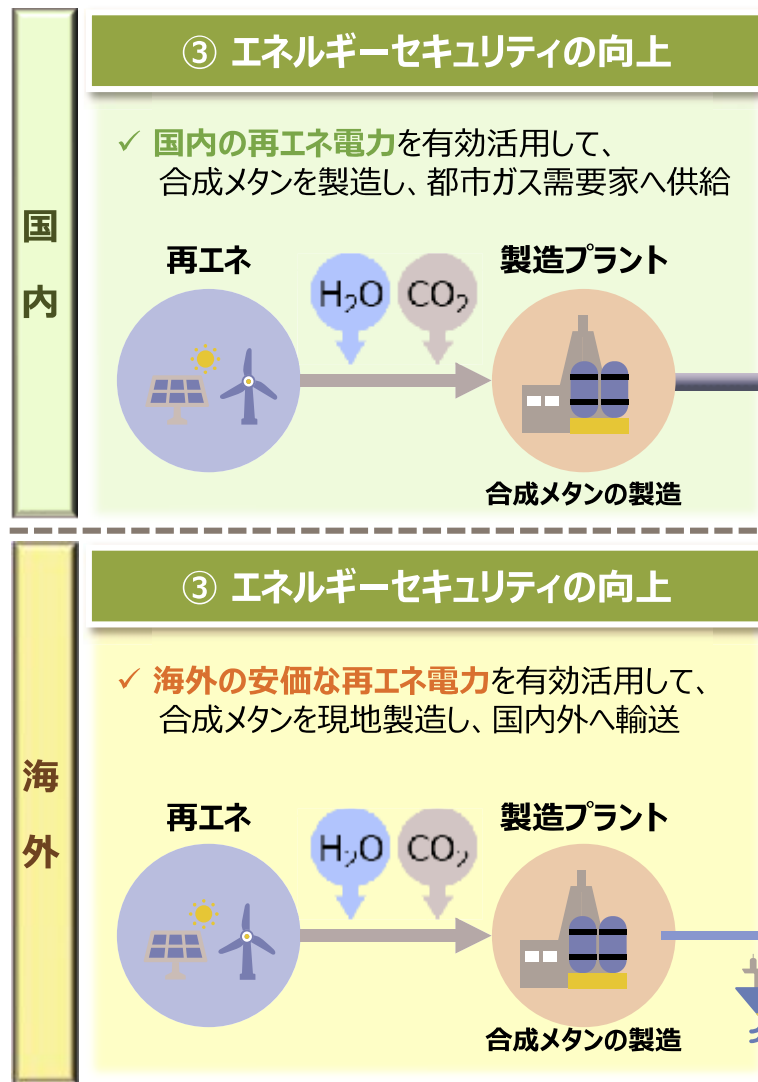 国内
③ エネルギーセキュリティの向上
✓ 国内の再エネ電力を有効活用して、
合成メタンを製造し、都市ガス需要家へ供給
再エネ
H₂O
CO₂
製造プラント
合成メタンの製造
海外
③ エネルギーセキュリティの向上
✓ 海外の安価な再エネ電力を有効活用して、
合成メタンを現地製造し、国内外へ輸送
再エネ
H₂O
CO₂
製造プラント
合成メタンの製造